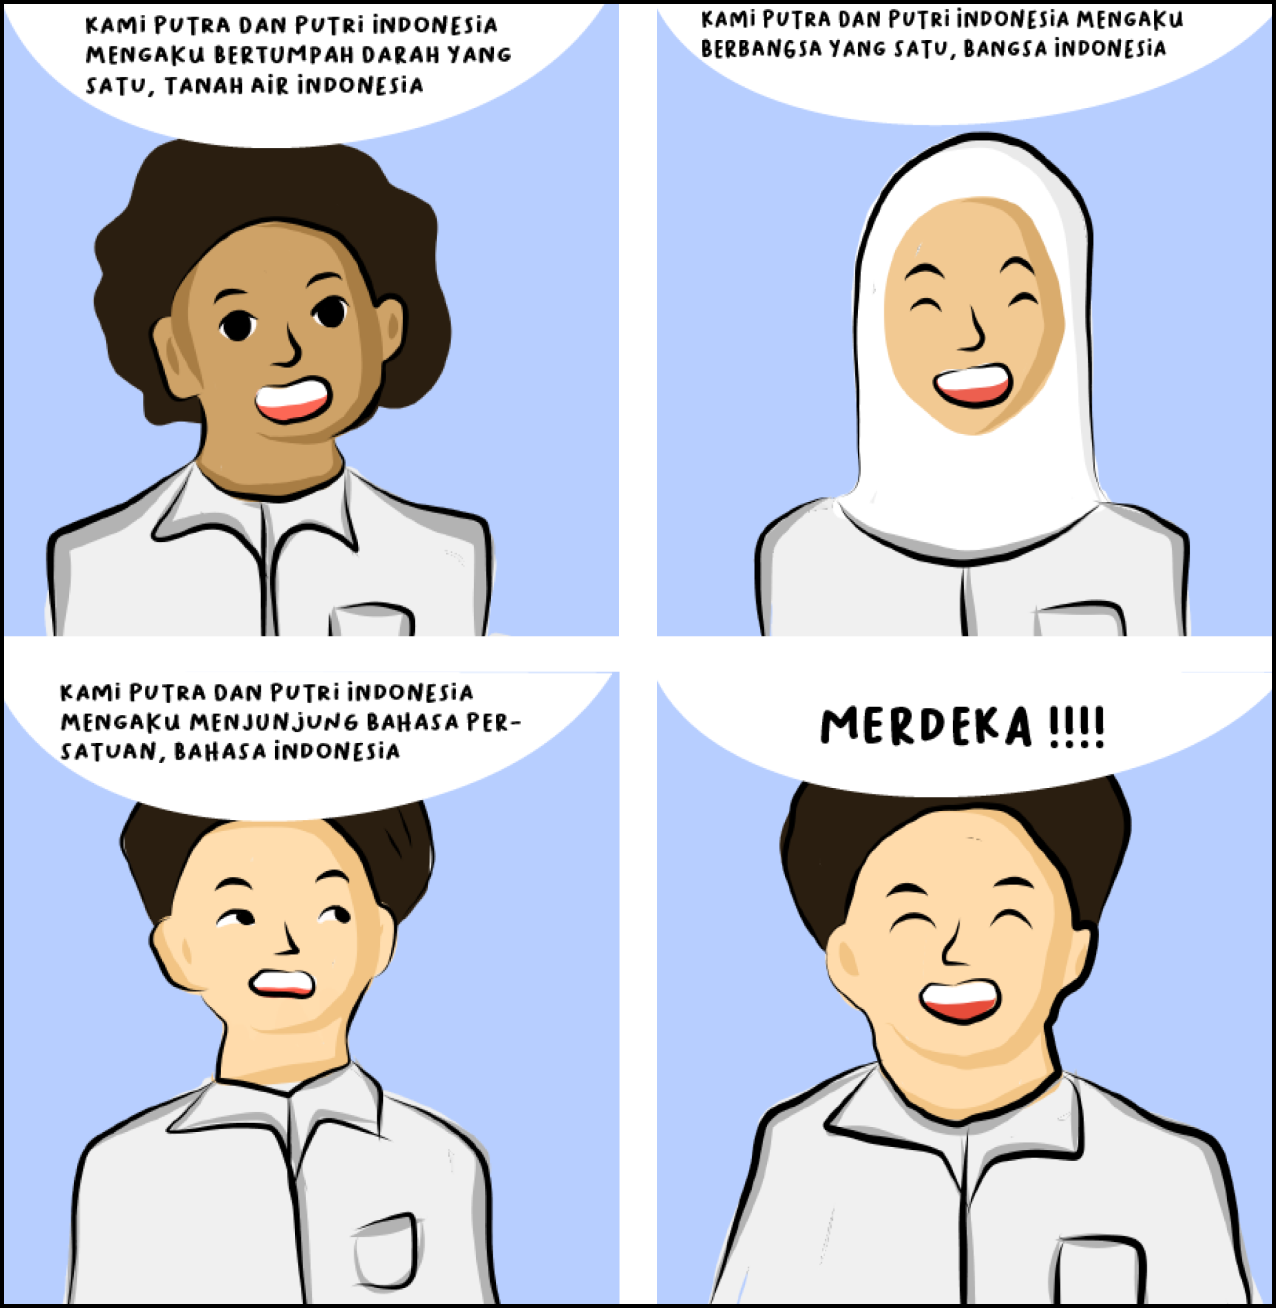 KAMI PUTRA DAN PUTRI INDONESIA
MENGAKU BERTUMPAH DARAH YANG
SATU, TANAH AIR INDONESIA
KAMI PUTRA DAN PUTRI INDONESIA MENGAKU
BERBANGSA YANG SATU, BANGSA INDONESIA
KAMI PUTRA DAN PUTRI INDONESIA
MENGAKU MENJUNJUNG BAHASA PER-
SATUAN, BAHASA INDONESIA
MERDEKA !!!!